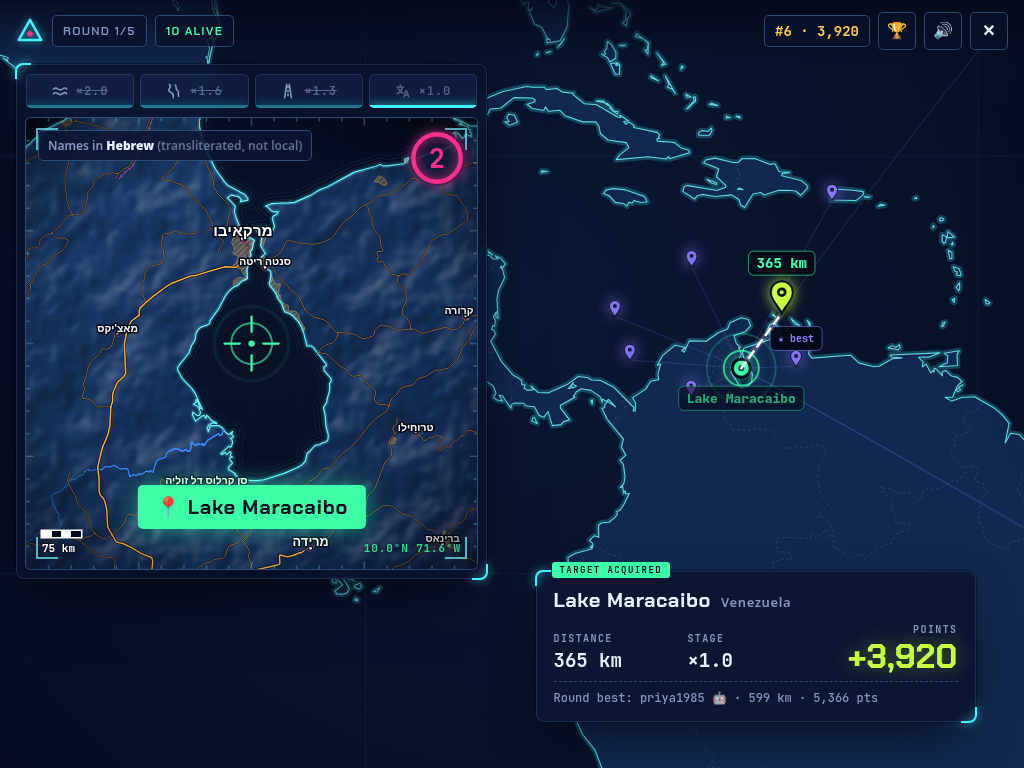 ROUND 1/5
10 ALIVE
#6 · 3,920
×2.0
×1.6
×1.3
×1.0
Names in Hebrew (transliterated, not local)
2
מרקאיבו
סנטה ריטה
קרורה
מאצ'יקס
טרוחילו
סן קרלוס דל זוליה
📍 Lake Maracaibo
מרידה
ברינאס
75 km
10.0°N 71.6°W
365 km
★ best
Lake Maracaibo
TARGET ACQUIRED
Lake Maracaibo Venezuela
DISTANCE
365 km
STAGE
×1.0
POINTS
+3,920
Round best: priya1985 🤖 · 599 km · 5,366 pts